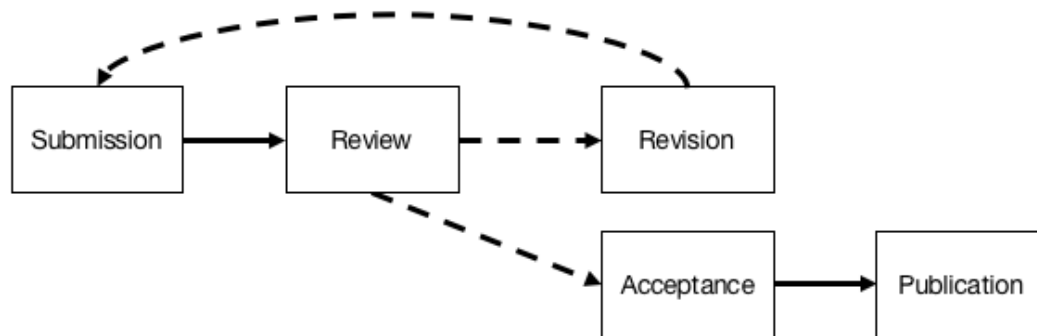 Submission
Review
Revision
Acceptance
Publication